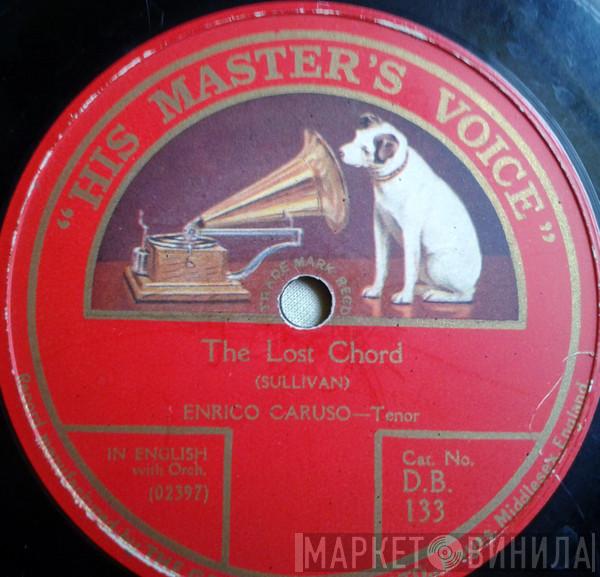 "HIS MASTER'S VOICE"
TRADE MARK REGD
The Lost Chord
(SULLIVAN)
ENRICO CARUSO—Tenor
IN ENGLISH
with Orch.
(02397)
Cat. No.
D.B.
133
Middlesex, England
МАРКЕТ ВИНИЛА